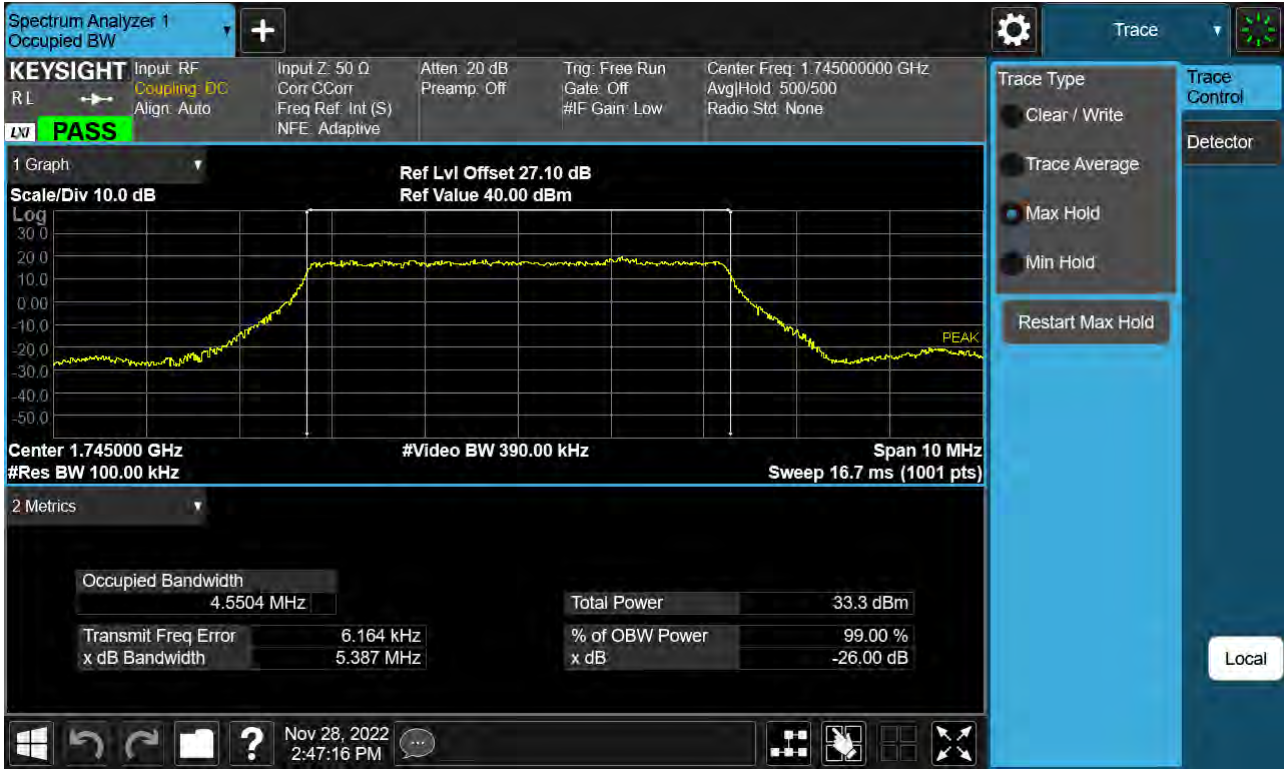 Spectrum Analyzer 1
Occupied BW
Trace
KEYSIGHT
R L
LXI
PASS
Input: RF
Coupling: DC
Align: Auto
Input Z: 50 Ω
Corr CCorr
Freq Ref: Int (S)
NFE: Adaptive
Atten: 20 dB
Preamp: Off
Trig: Free Run
Gate: Off
#IF Gain: Low
Center Freq: 1.745000000 GHz
Avg|Hold: 500/500
Radio Std: None
1 Graph
Scale/Div 10.0 dB
Ref Lvl Offset 27.10 dB
Ref Value 40.00 dBm
Log
30.0
20.0
10.0
0.00
-10.0
-20.0
-30.0
-40.0
-50.0
PEAK
Center 1.745000 GHz
#Video BW 390.00 kHz
Span 10 MHz
#Res BW 100.00 kHz
Sweep 16.7 ms (1001 pts)
2 Metrics
Occupied Bandwidth
4.5504 MHz
Total Power 33.3 dBm
Transmit Freq Error 6.164 kHz
% of OBW Power 99.00 %
x dB Bandwidth 5.387 MHz
x dB -26.00 dB
Trace Type
Clear / Write
Trace Average
Max Hold
Min Hold
Restart Max Hold
Trace
Control
Detector
Local
?
Nov 28, 2022
2:47:16 PM